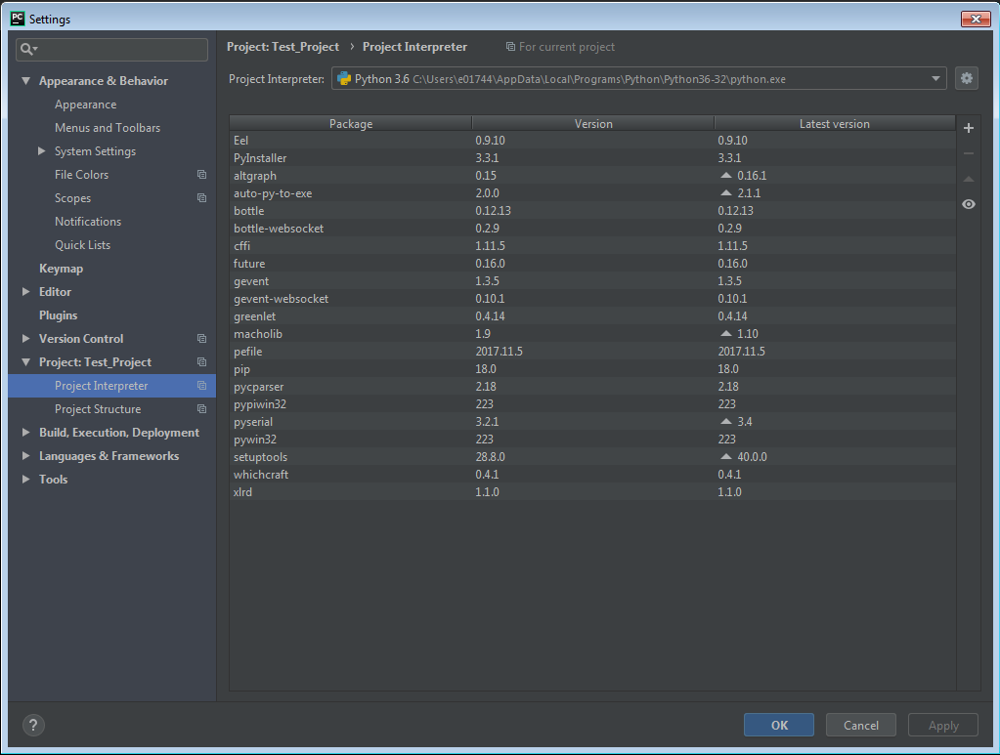 PC Settings
Project: Test_Project › Project Interpreter For current project
Project Interpreter: Python 3.6 C:\Users\e01744\AppData\Local\Programs\Python\Python36-32\python.exe
Appearance & Behavior
Appearance
Menus and Toolbars
System Settings
File Colors
Scopes
Notifications
Quick Lists
Keymap
Editor
Plugins
Version Control
Project: Test_Project
Project Interpreter
Project Structure
Build, Execution, Deployment
Languages & Frameworks
Tools
Package Version Latest version
Eel 0.9.10 0.9.10
PyInstaller 3.3.1 3.3.1
altgraph 0.15 0.16.1
auto-py-to-exe 2.0.0 2.1.1
bottle 0.12.13 0.12.13
bottle-websocket 0.2.9 0.2.9
cffi 1.11.5 1.11.5
future 0.16.0 0.16.0
gevent 1.3.5 1.3.5
gevent-websocket 0.10.1 0.10.1
greenlet 0.4.14 0.4.14
macholib 1.9 1.10
pefile 2017.11.5 2017.11.5
pip 18.0 18.0
pycparser 2.18 2.18
pypiwin32 223 223
pyserial 3.2.1 3.4
pywin32 223 223
setuptools 28.8.0 40.0.0
whichcraft 0.4.1 0.4.1
xlrd 1.1.0 1.1.0
? OK Cancel Apply